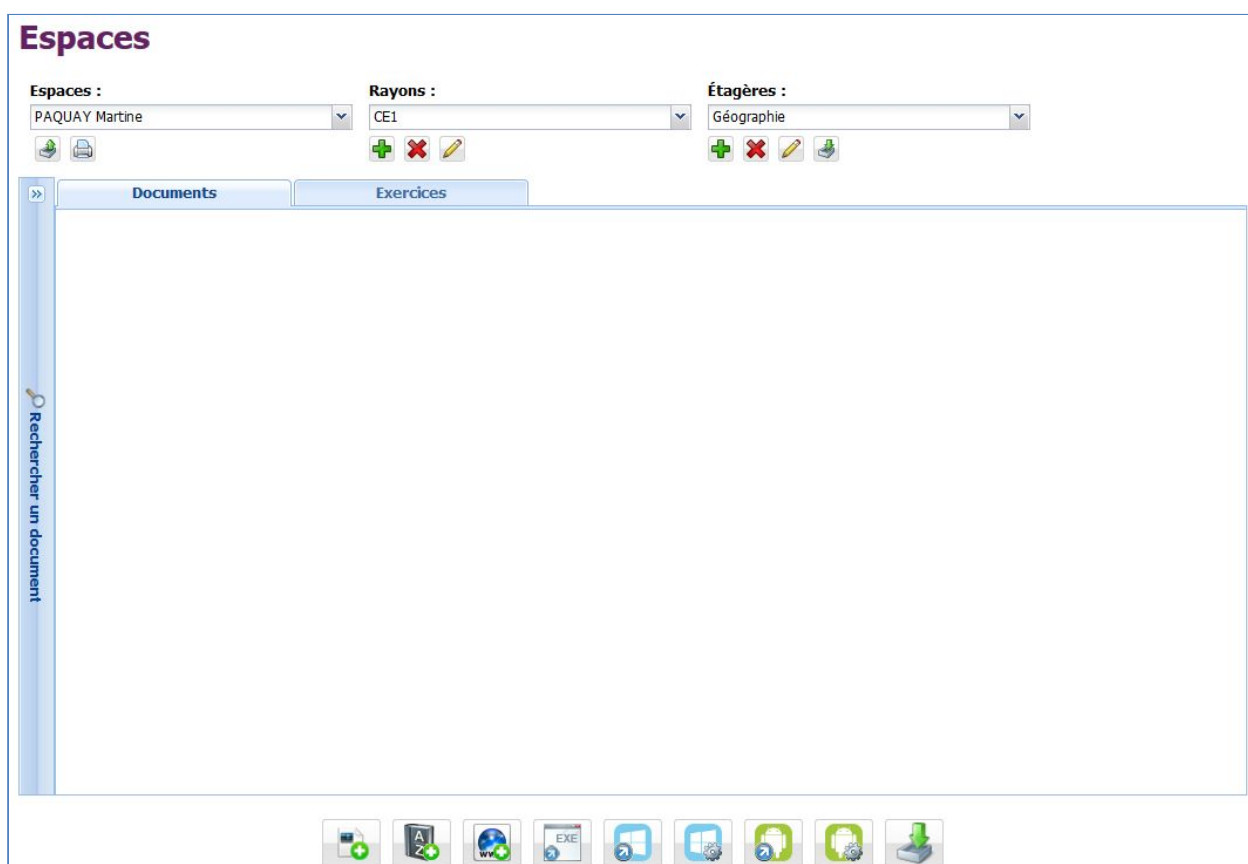 Espaces
Espaces : Rayons : Étagères :
PAQUAY Martine CE1 Géographie
Documents Exercices
Rechercher un document
A Z EXE